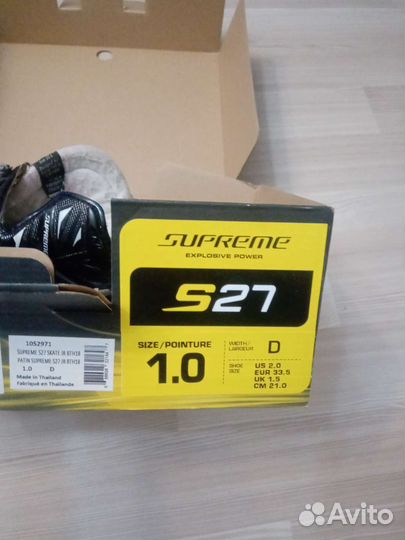 SUPREME
SUPREME
EXPLOSIVE POWER
S27
SIZE/POINTURE
1.0
WIDTH/
LARGEUR
D
SHOE
SIZE
US 2.0
EUR 33.5
UK 1.5
CM 21.0
1052971
SUPREME S27 SKATE JR BTH18
PATIN SUPREME S27 JR BTH18
1.0 D
Made in Thailand
Fabriqué en Thaïlande
Avito